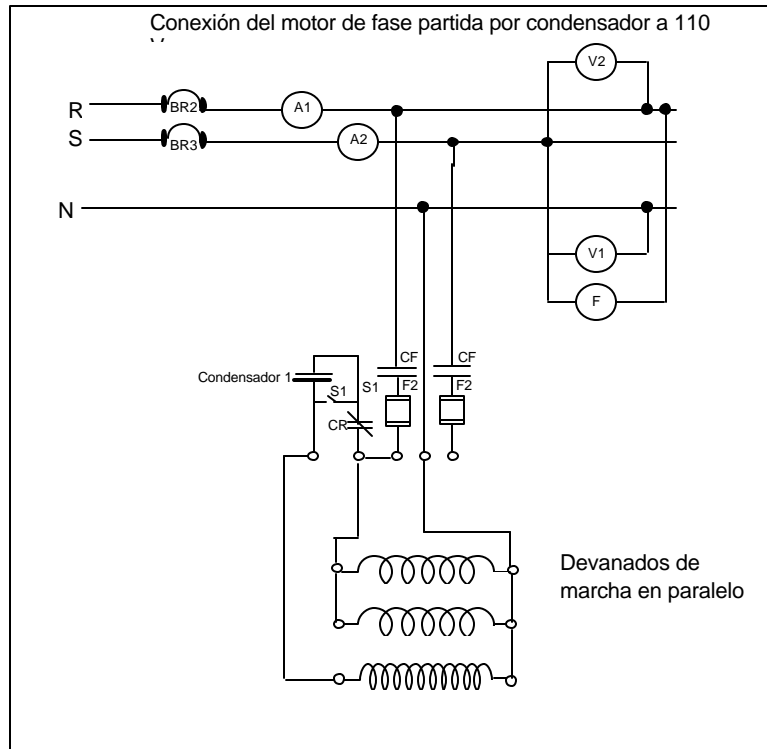 Conexión del motor de fase partida por condensador a 110
V2
R
BR2
A1
S
BR3
A2
N
V1
F
CF
CF
Condensador 1
S1
S1
F2
F2
CR
Devanados de
marcha en paralelo